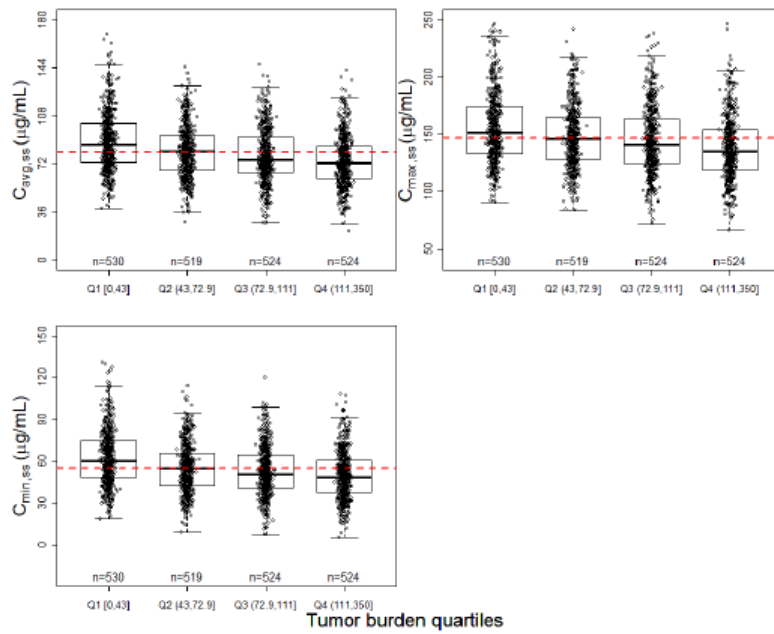 C_avg,ss (μg/mL)
180
144
108
72
36
0
n=530 n=519 n=524 n=524
Q1 [0,43] Q2 (43,72.9] Q3 (72.9,111] Q4 (111,350]
C_max,ss (μg/mL)
250
200
150
100
50
n=530 n=519 n=524 n=524
Q1 [0,43] Q2 (43,72.9] Q3 (72.9,111] Q4 (111,350]
C_min,ss (μg/mL)
150
120
90
60
30
0
n=530 n=519 n=524 n=524
Q1 [0,43] Q2 (43,72.9] Q3 (72.9,111] Q4 (111,350]
Tumor burden quartiles